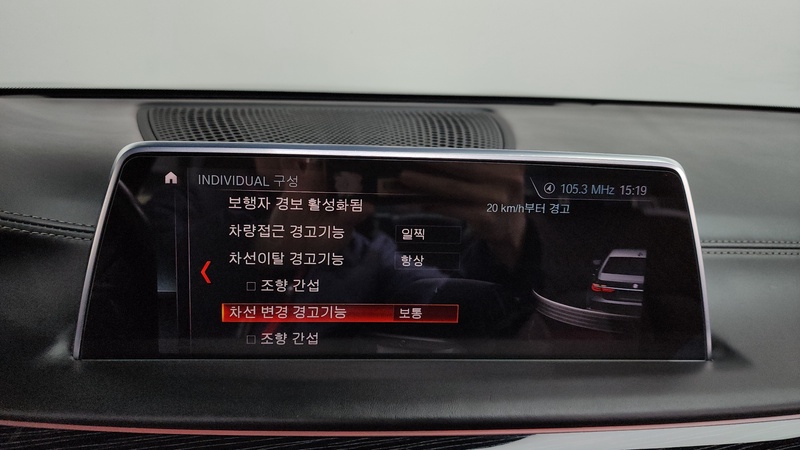 INDIVIDUAL 구성
105.3 MHz 15:19
보행자 경보 활성화됨
20 km/h부터 경고
차량접근 경고기능 일찍
차선이탈 경고기능 항상
조향 간섭
차선 변경 경고기능 보통
조향 간섭